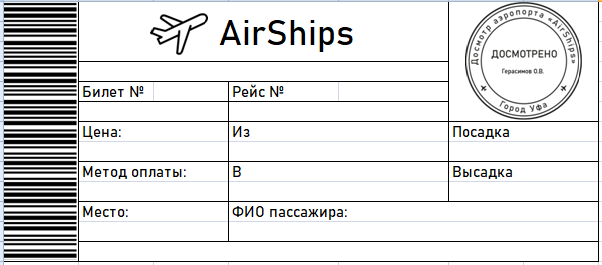 AirShips
Досмотр аэропорта «AirShips»
ДОСМОТРЕНО
Герасимов О.В.
Город Уфа
Билет № Рейс №
Цена: Из Посадка
Метод оплаты: В Высадка
Место: ФИО пассажира: